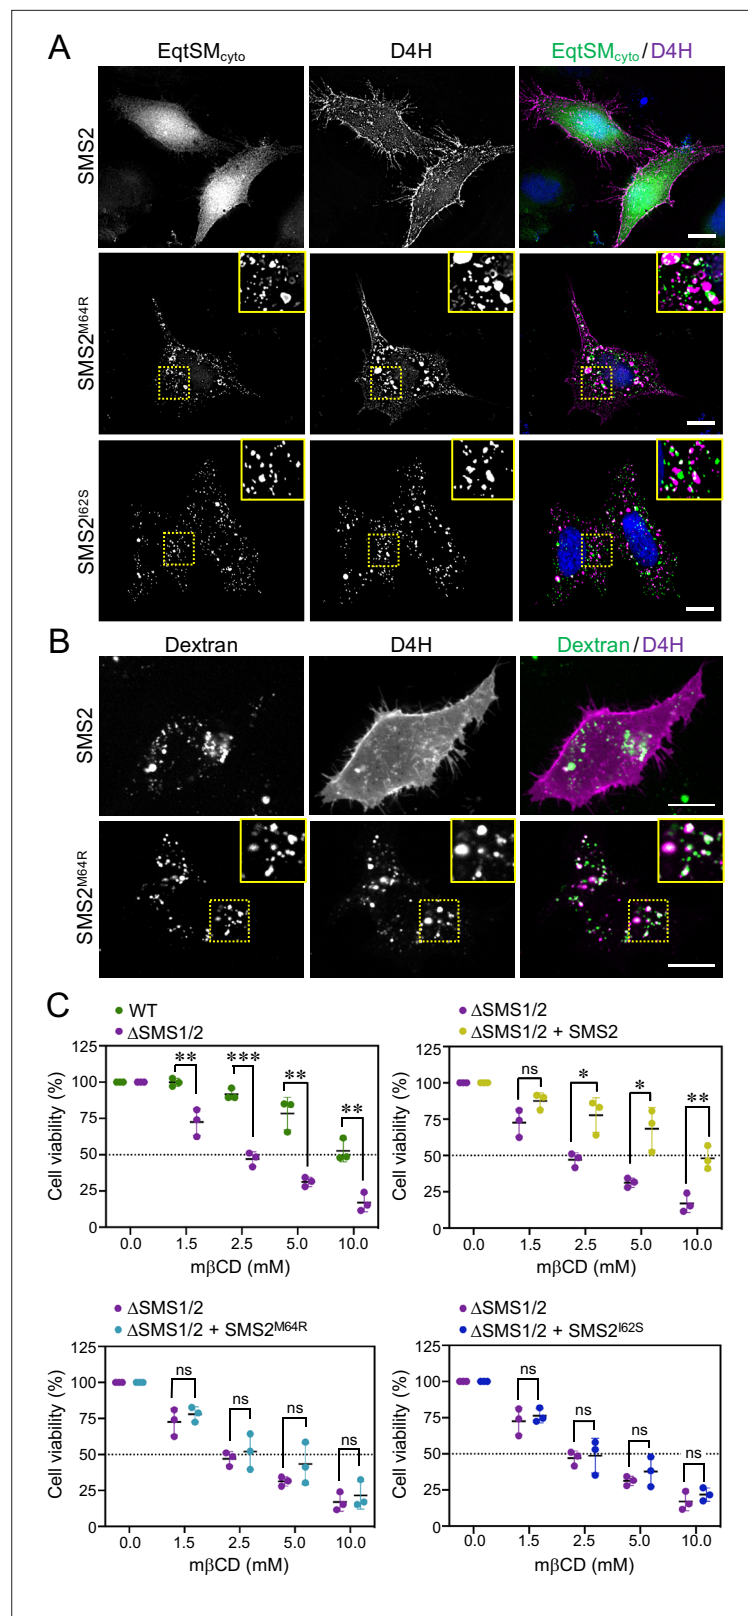 A
EqtSMcyto
D4H
EqtSMcyto/D4H
SMS2
SMS2M64R
SMS2I62S
B
Dextran
D4H
Dextran/D4H
SMS2
SMS2M64R
C
WT
ΔSMS1/2
Cell viability (%)
125
100
75
50
25
0
** *** ** **
0.0 1.5 2.5 5.0 10.0
mβCD (mM)
ΔSMS1/2
ΔSMS1/2 + SMS2
Cell viability (%)
125
100
75
50
25
0
ns * * **
0.0 1.5 2.5 5.0 10.0
mβCD (mM)
ΔSMS1/2
ΔSMS1/2 + SMS2M64R
Cell viability (%)
125
100
75
50
25
0
ns ns ns ns
0.0 1.5 2.5 5.0 10.0
mβCD (mM)
ΔSMS1/2
ΔSMS1/2 + SMS2I62S
Cell viability (%)
125
100
75
50
25
0
ns ns ns ns
0.0 1.5 2.5 5.0 10.0
mβCD (mM)